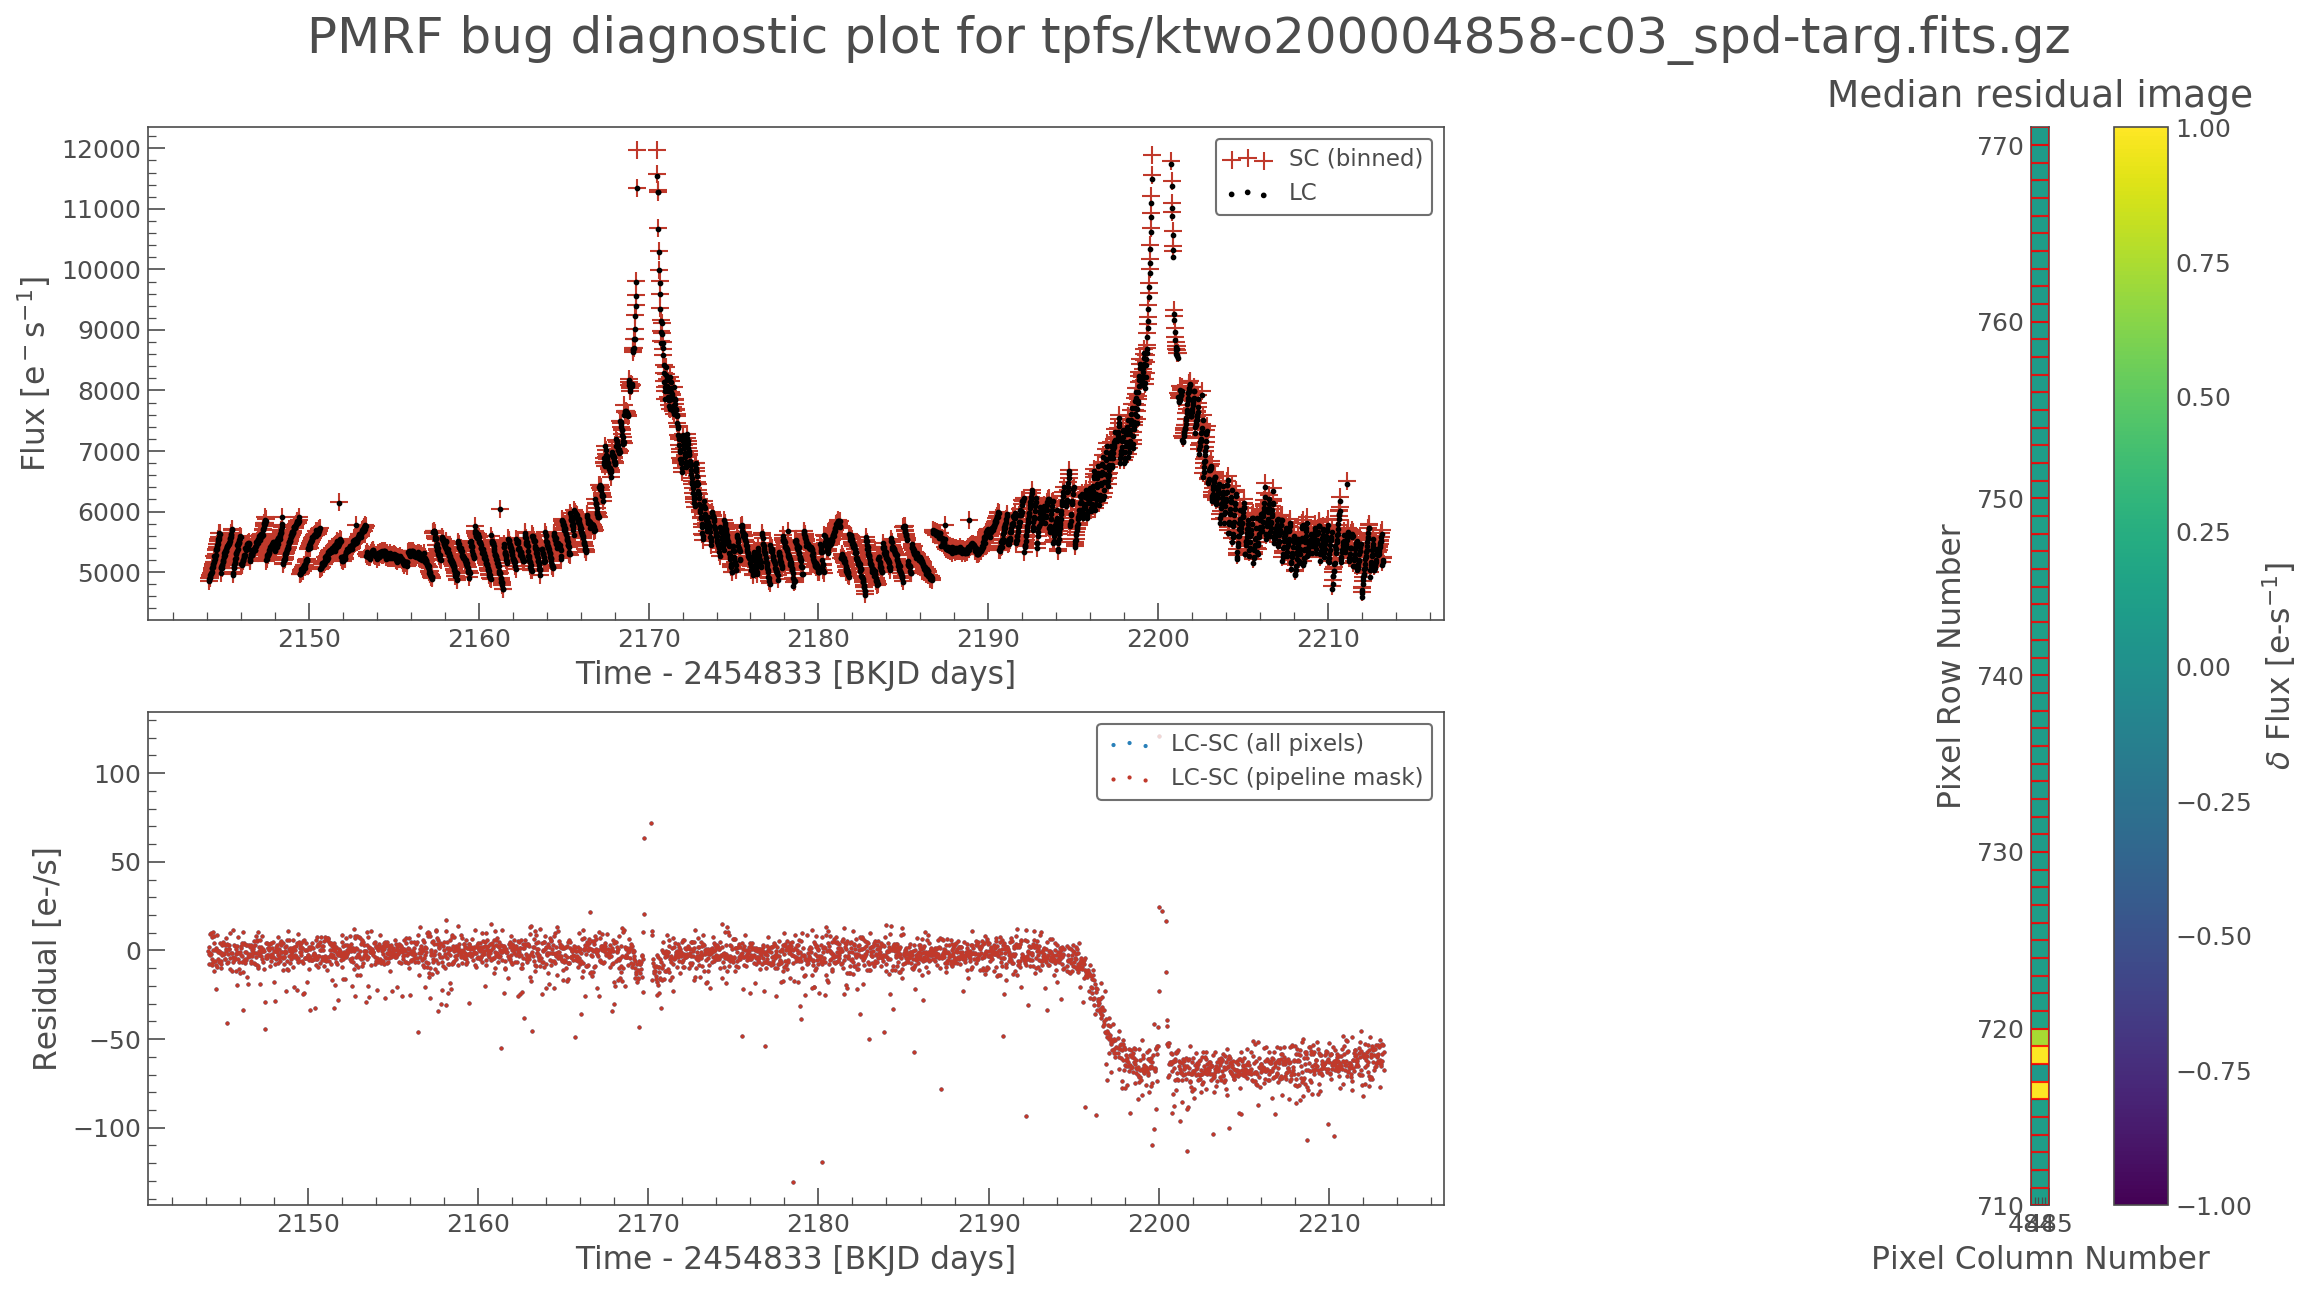 PMRF bug diagnostic plot for tpfs/ktwo200004858-c03_spd-targ.fits.gz
Flux [e⁻ s⁻¹]
12000
11000
10000
9000
8000
7000
6000
5000
SC (binned)
LC
2150 2160 2170 2180 2190 2200 2210
Time - 2454833 [BKJD days]
Residual [e-/s]
100
50
0
−50
−100
LC-SC (all pixels)
LC-SC (pipeline mask)
2150 2160 2170 2180 2190 2200 2210
Time - 2454833 [BKJD days]
Median residual image
Pixel Row Number
770
760
750
740
730
720
710
484 485
Pixel Column Number
1.00
0.75
0.50
0.25
0.00
−0.25
−0.50
−0.75
−1.00
δ Flux [e-s⁻¹]